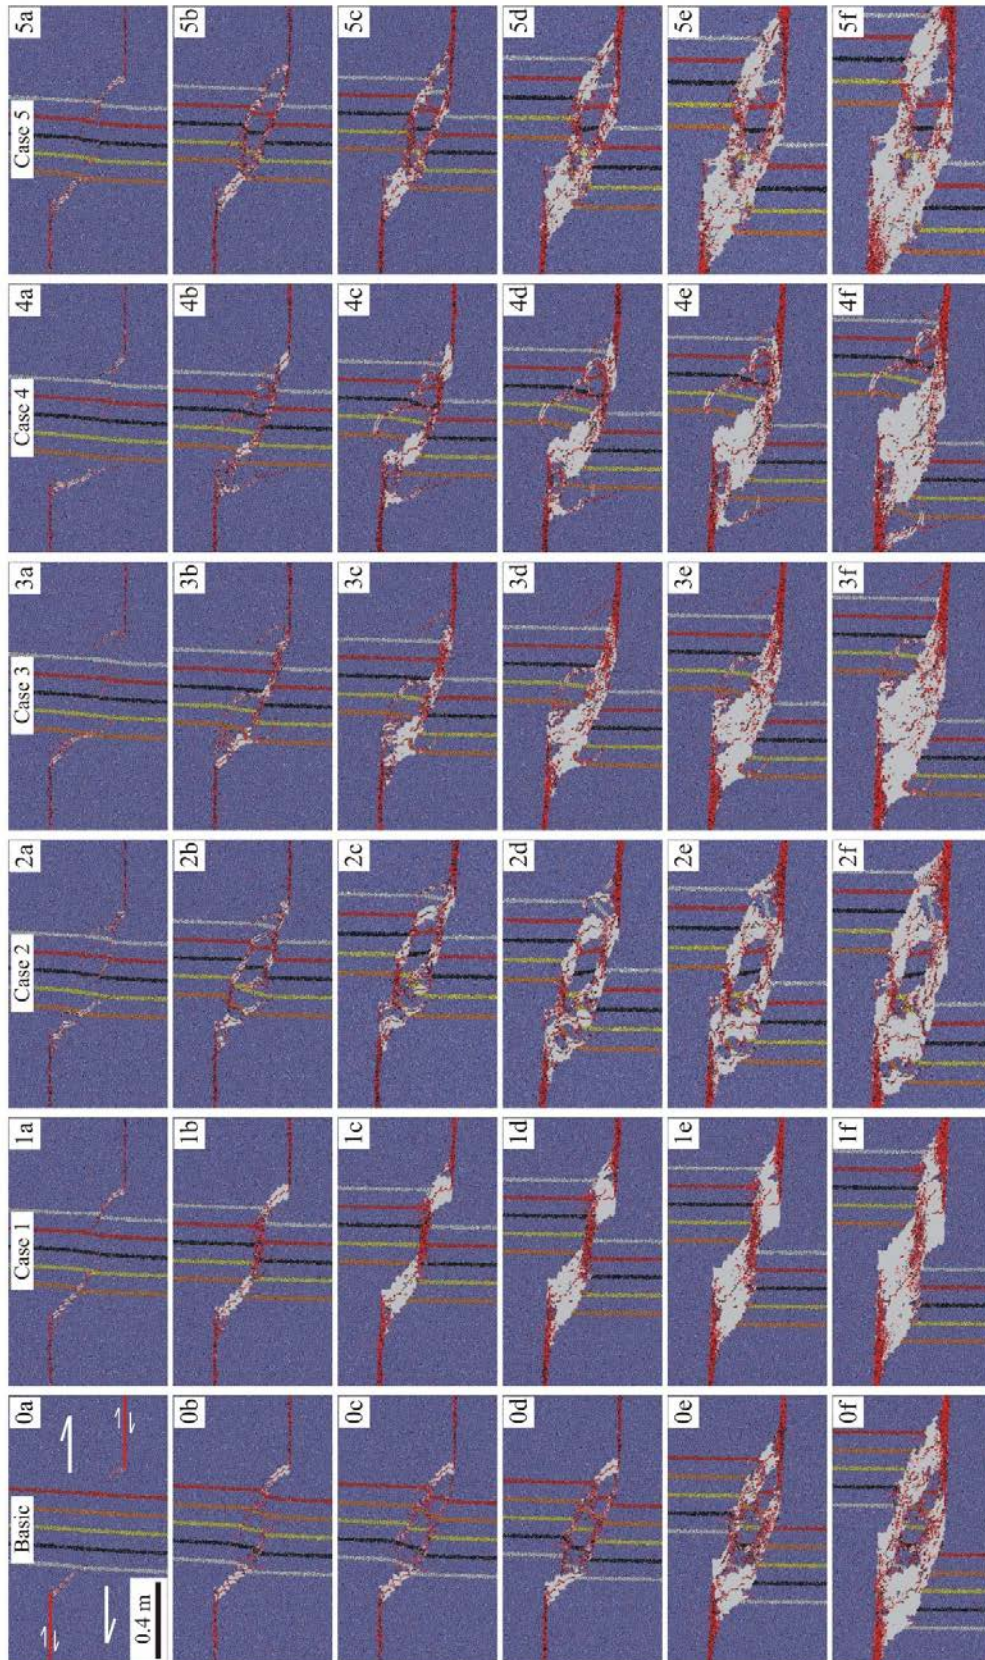 Basic 0a Case 1 1a Case 2 2a Case 3 3a Case 4 4a Case 5 5a
0.4 m
0b 1b 2b 3b 4b 5b
0c 1c 2c 3c 4c 5c
0d 1d 2d 3d 4d 5d
0e 1e 2e 3e 4e 5e
0f 1f 2f 3f 4f 5f